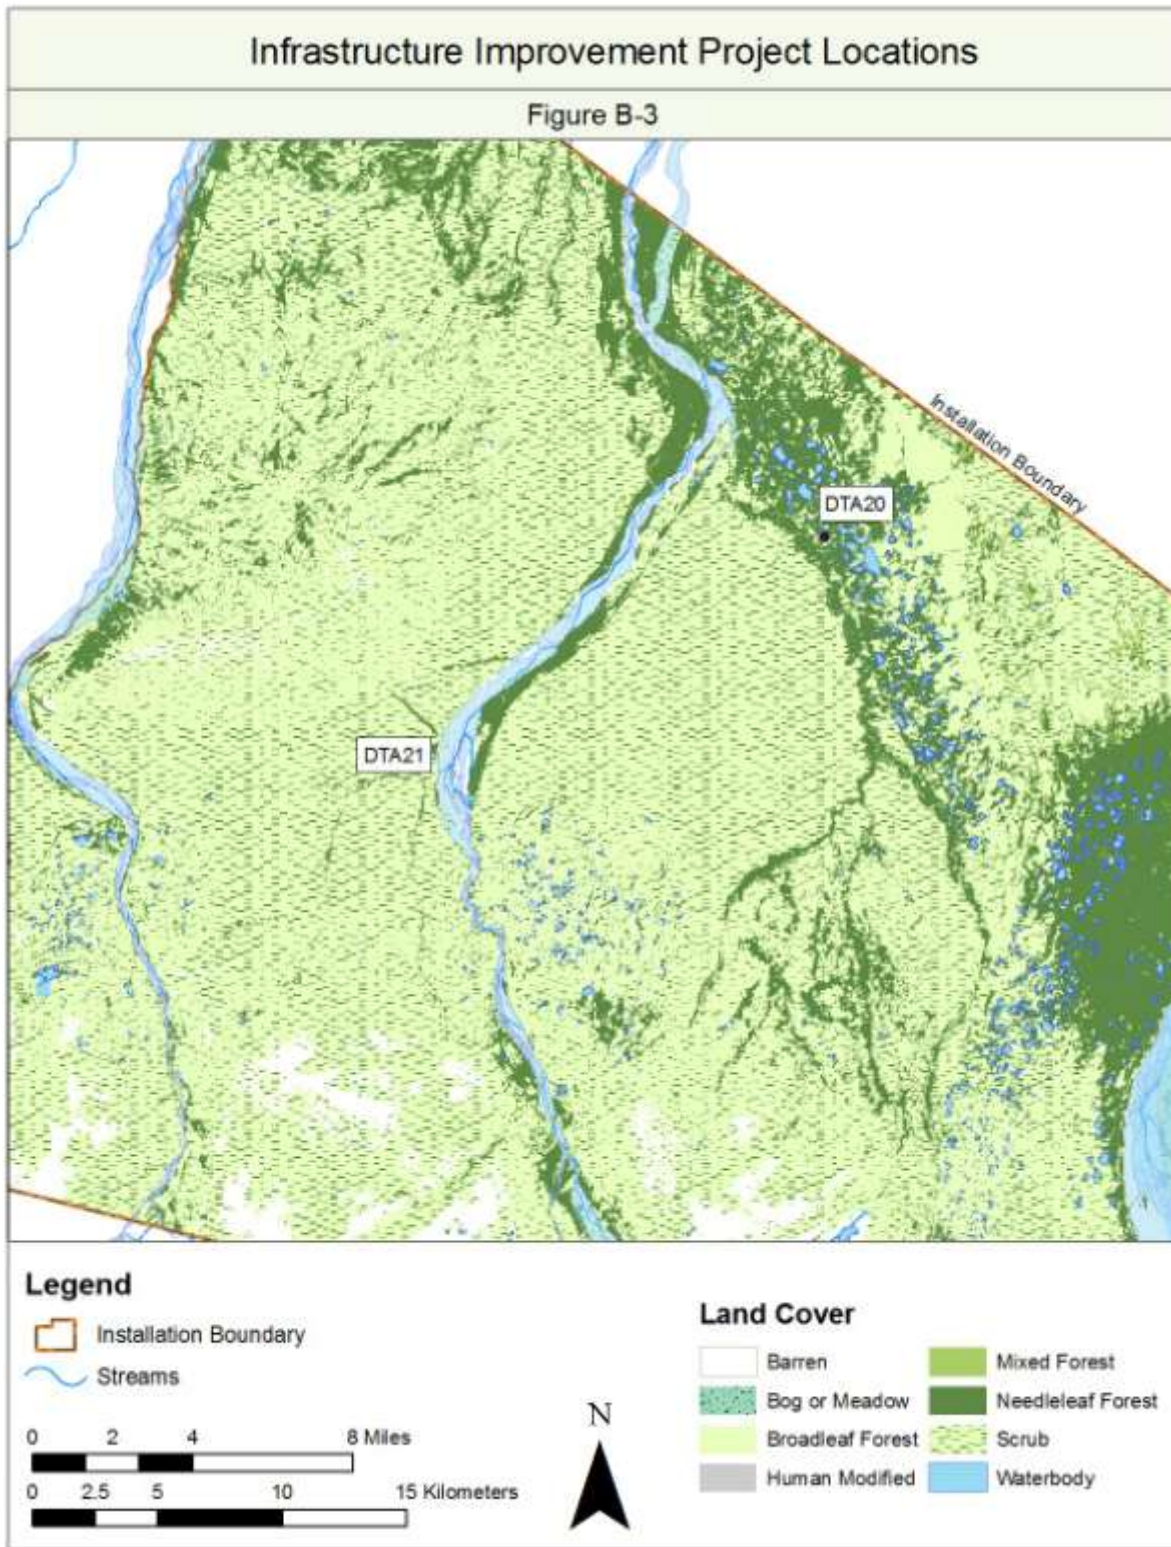 Infrastructure Improvement Project Locations
Figure B-3
Installation Boundary
DTA20
DTA21
Legend
Installation Boundary
Streams
0 2 4 8 Miles
0 2.5 5 10 15 Kilometers
N
Land Cover
Barren
Bog or Meadow
Broadleaf Forest
Human Modified
Mixed Forest
Needleleaf Forest
Scrub
Waterbody